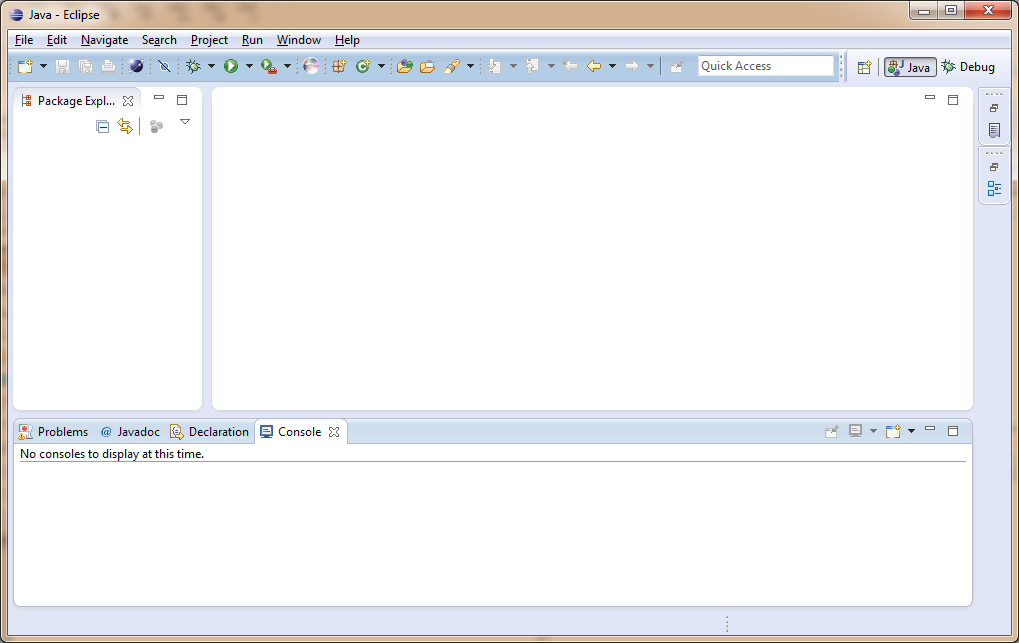 Java - Eclipse
File Edit Navigate Search Project Run Window Help
Quick Access Java Debug
Package Expl...
Problems @ Javadoc Declaration Console
No consoles to display at this time.